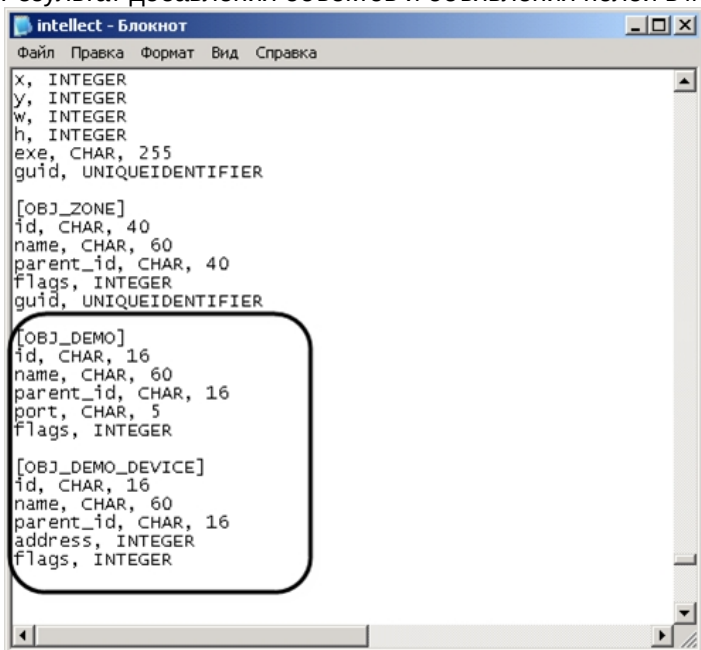 intellect - Блокнот
Файл Правка Формат Вид Справка
x, INTEGER
y, INTEGER
w, INTEGER
h, INTEGER
exe, CHAR, 255
guid, UNIQUEIDENTIFIER
[OBJ_ZONE]
id, CHAR, 40
name, CHAR, 60
parent_id, CHAR, 40
flags, INTEGER
guid, UNIQUEIDENTIFIER
[OBJ_DEMO]
id, CHAR, 16
name, CHAR, 60
parent_id, CHAR, 16
port, CHAR, 5
flags, INTEGER
[OBJ_DEMO_DEVICE]
id, CHAR, 16
name, CHAR, 60
parent_id, CHAR, 16
address, INTEGER
flags, INTEGER